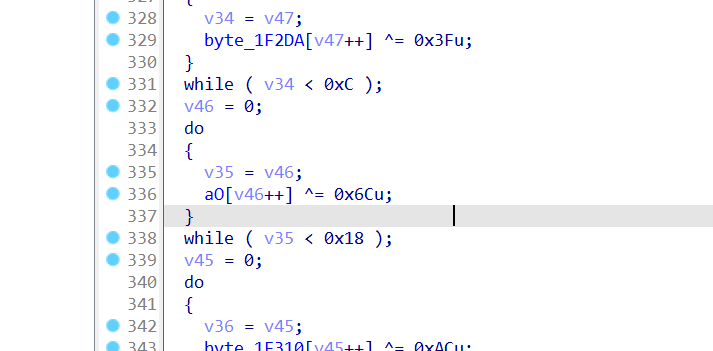 327 {
328 v34 = v47;
329 byte_1F2DA[v47++] ^= 0x3Fu;
330 }
331 while ( v34 < 0xC );
332 v46 = 0;
333 do
334 {
335 v35 = v46;
336 aO[v46++] ^= 0x6Cu;
337 }
338 while ( v35 < 0x18 );
339 v45 = 0;
340 do
341 {
342 v36 = v45;
343 byte_1F310[v45++] ^= 0xACu;